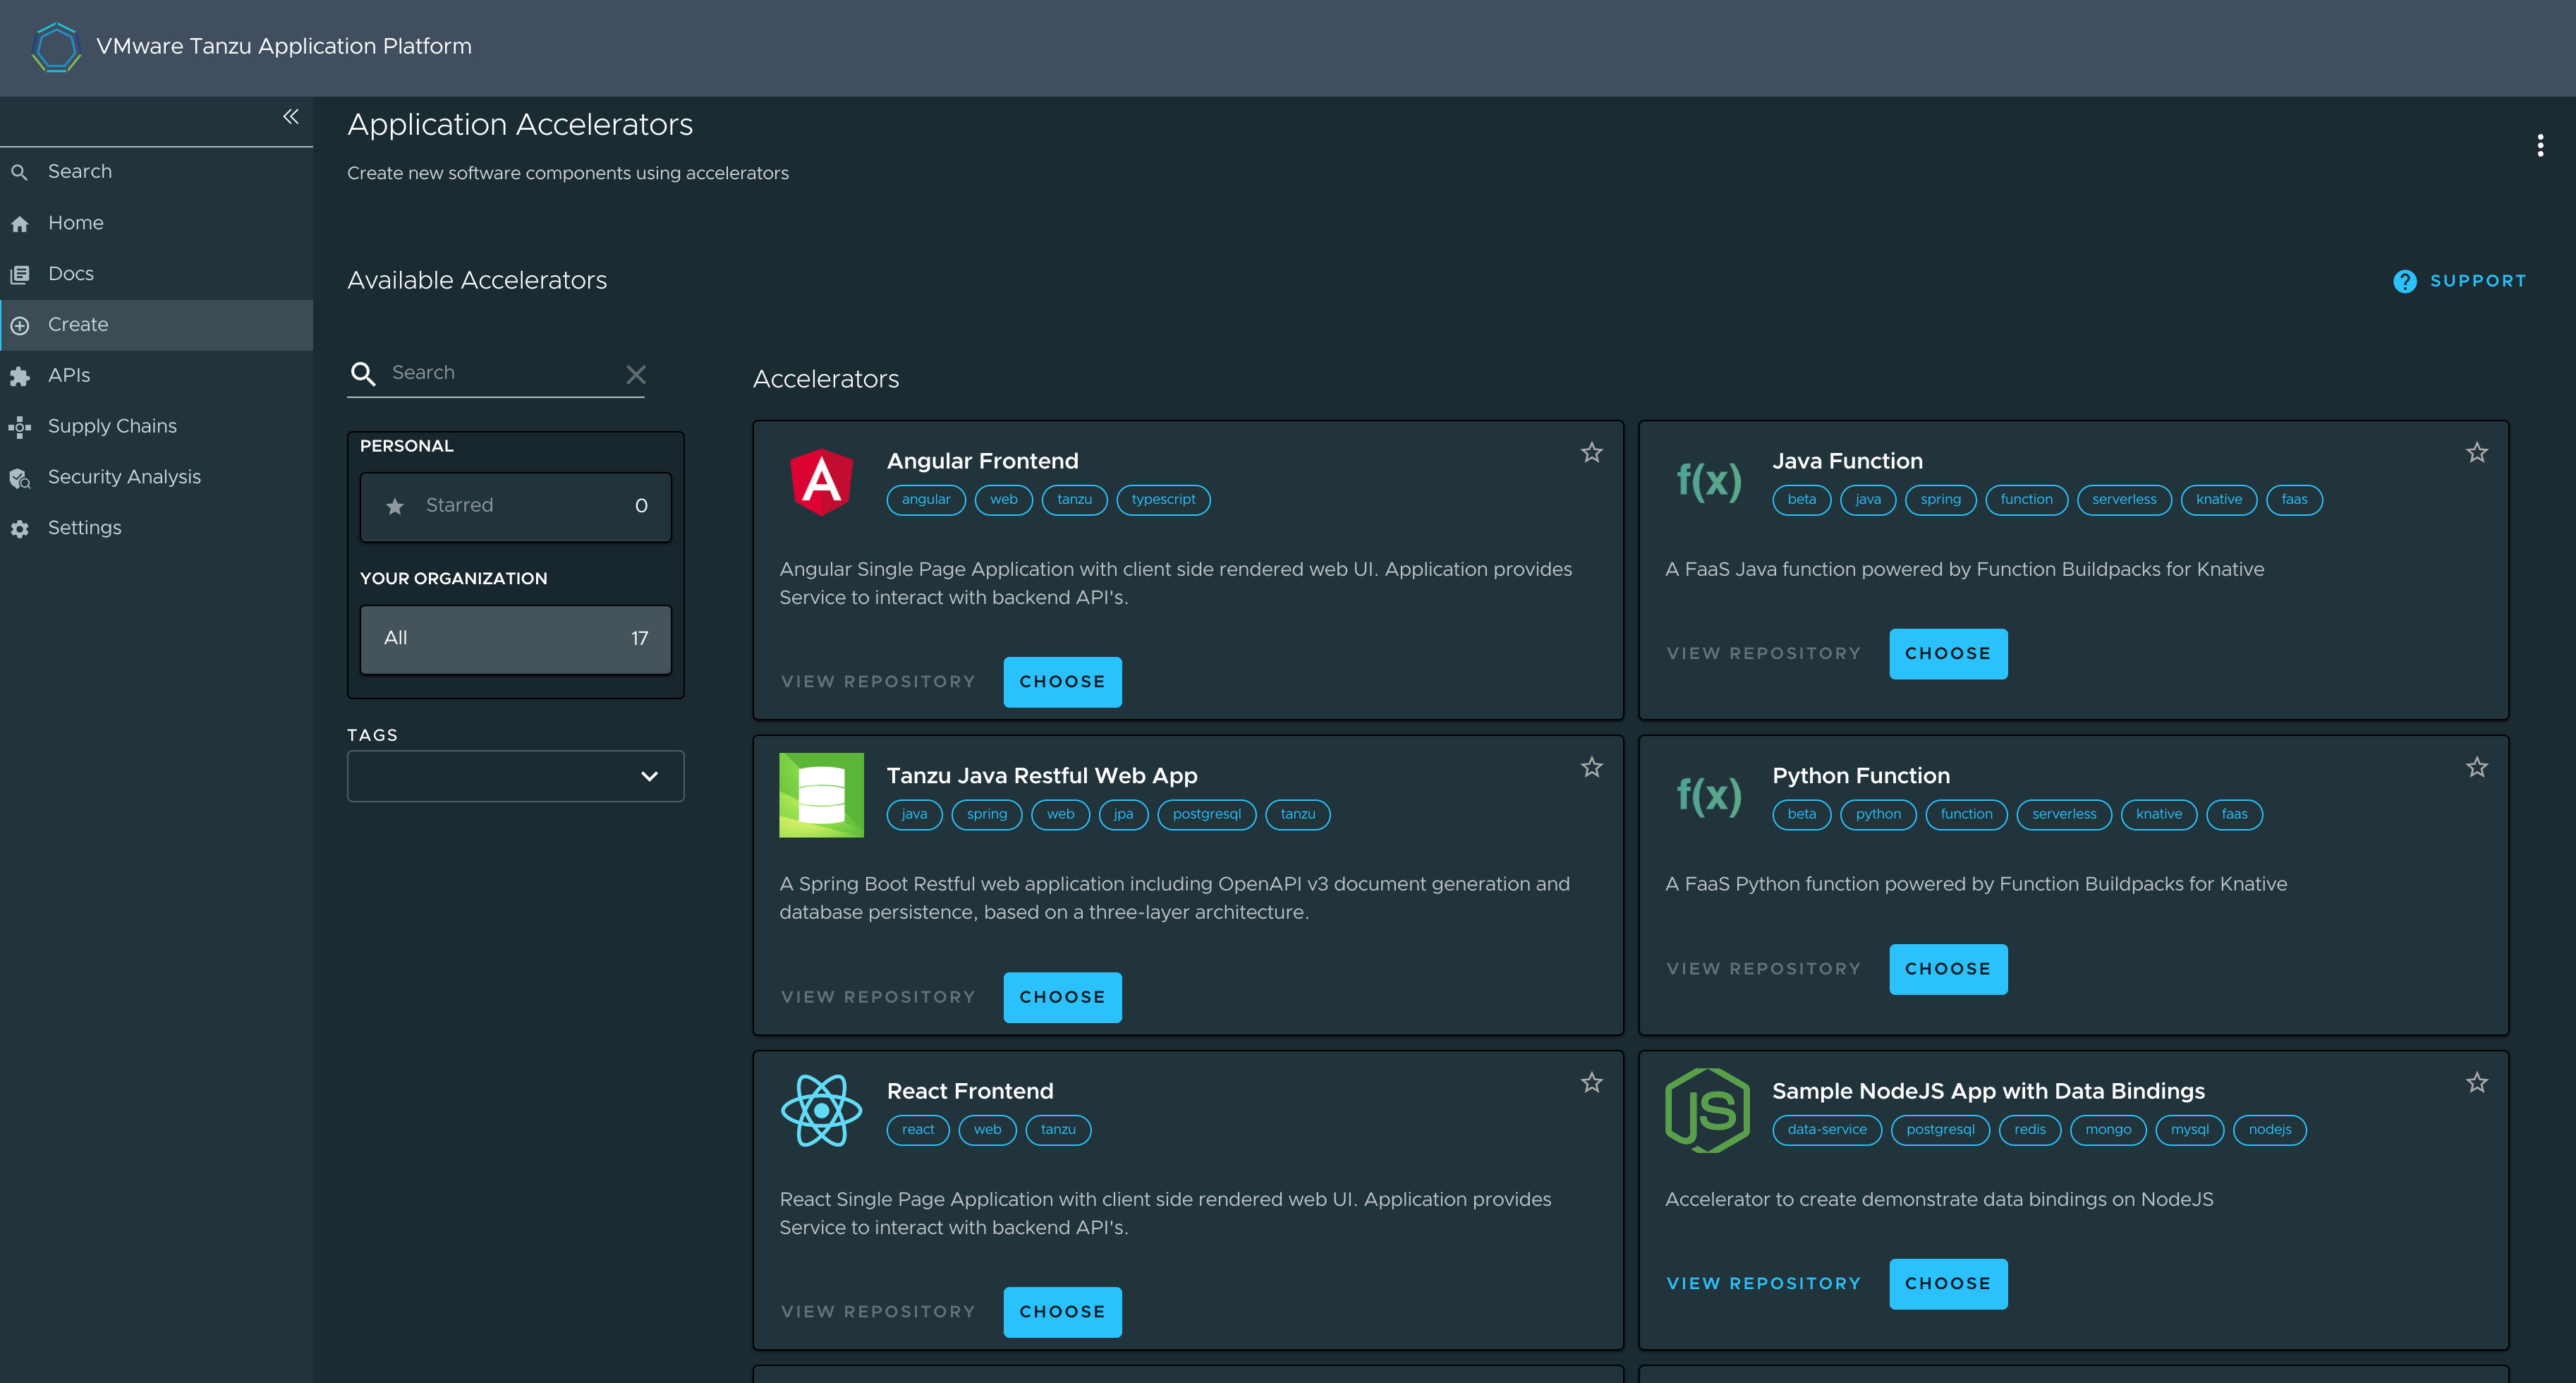 VMware Tanzu Application Platform
Search
Home
Docs
Create
APIs
Supply Chains
Security Analysis
Settings
Application Accelerators
Create new software components using accelerators
Available Accelerators
SUPPORT
Search
PERSONAL
Starred 0
YOUR ORGANIZATION
All 17
TAGS
Accelerators
Angular Frontend
angular web tanzu typescript
Angular Single Page Application with client side rendered web UI. Application provides
Service to interact with backend API's.
VIEW REPOSITORY CHOOSE
f(x)
Java Function
beta java spring function serverless knative faas
A FaaS Java function powered by Function Buildpacks for Knative
VIEW REPOSITORY CHOOSE
Tanzu Java Restful Web App
java spring web jpa postgresql tanzu
A Spring Boot Restful web application including OpenAPI v3 document generation and
database persistence, based on a three-layer architecture.
VIEW REPOSITORY CHOOSE
f(x)
Python Function
beta python function serverless knative faas
A FaaS Python function powered by Function Buildpacks for Knative
VIEW REPOSITORY CHOOSE
React Frontend
react web tanzu
React Single Page Application with client side rendered web UI. Application provides
Service to interact with backend API's.
VIEW REPOSITORY CHOOSE
JS
Sample NodeJS App with Data Bindings
data-service postgresql redis mongo mysql nodejs
Accelerator to create demonstrate data bindings on NodeJS
VIEW REPOSITORY CHOOSE